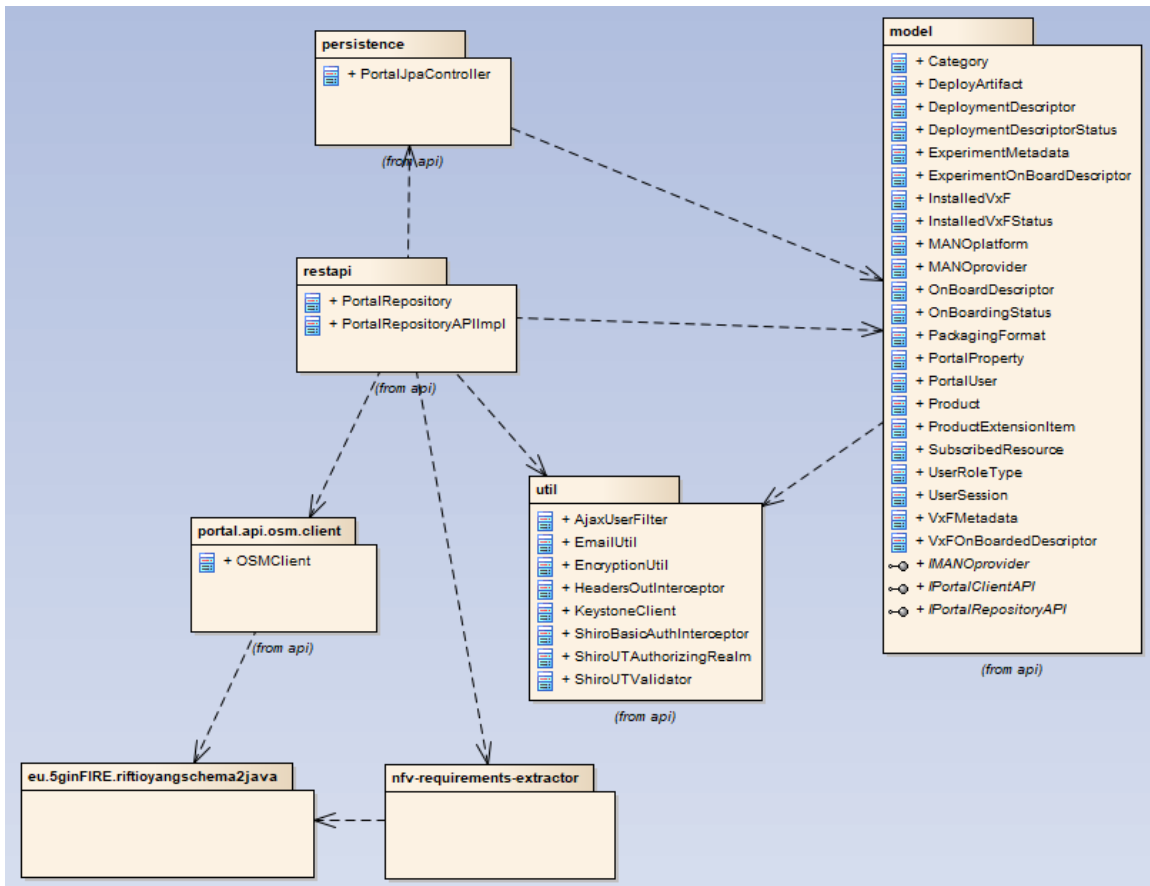 persistence
+ PortalJpaController
(from api)
model
+ Category
+ DeployArtifact
+ DeploymentDescriptor
+ DeploymentDescriptorStatus
+ ExperimentMetadata
+ ExperimentOnBoardDescriptor
+ InstalledVxF
+ InstalledVxFStatus
+ MANOplatform
+ MANOprovider
+ OnBoardDescriptor
+ OnBoardingStatus
+ PackagingFormat
+ PortalProperty
+ PortalUser
+ Product
+ ProductExtensionItem
+ SubscribedResource
+ UserRoleType
+ UserSession
+ VxFMetadata
+ VxFOnBoardedDescriptor
+ IMANOprovider
+ IPortalClientAPI
+ IPortalRepositoryAPI
(from api)
restapi
+ PortalRepository
+ PortalRepositoryAPIImpl
(from api)
util
+ AjaxUserFilter
+ EmailUtil
+ EncryptionUtil
+ HeadersOutInterceptor
+ KeystoneClient
+ ShiroBasicAuthInterceptor
+ ShiroUTAuthorizingRealm
+ ShiroUTValidator
(from api)
portal.api.osm.client
+ OSMClient
(from api)
eu.5ginFIRE.riftioyangschema2java
nfv-requirements-extractor